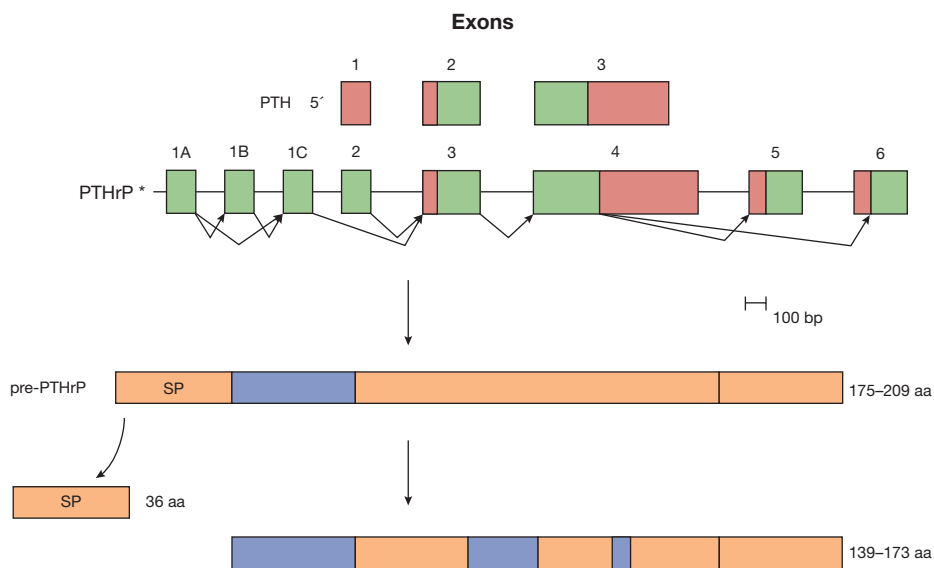 Exons
1 2 3
PTH 5´
1A 1B 1C 2 3 4 5 6
PTHrP *
100 bp
pre-PTHrP SP 175–209 aa
SP 36 aa
139–173 aa